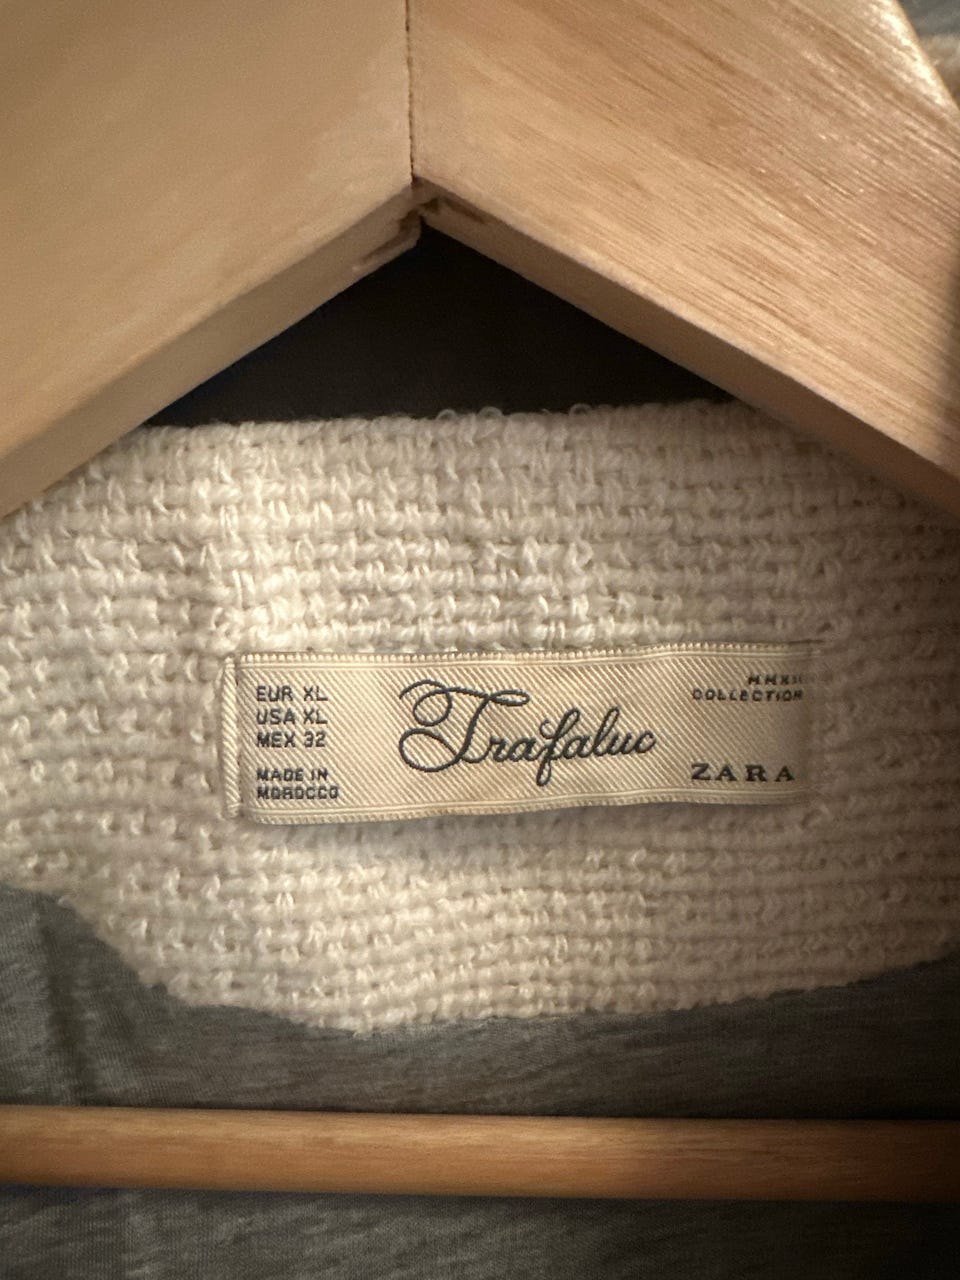 EUR XL
USA XL
MEX 32
MADE IN
MOROCCO
Trafaluc
COLLECTION
ZARA